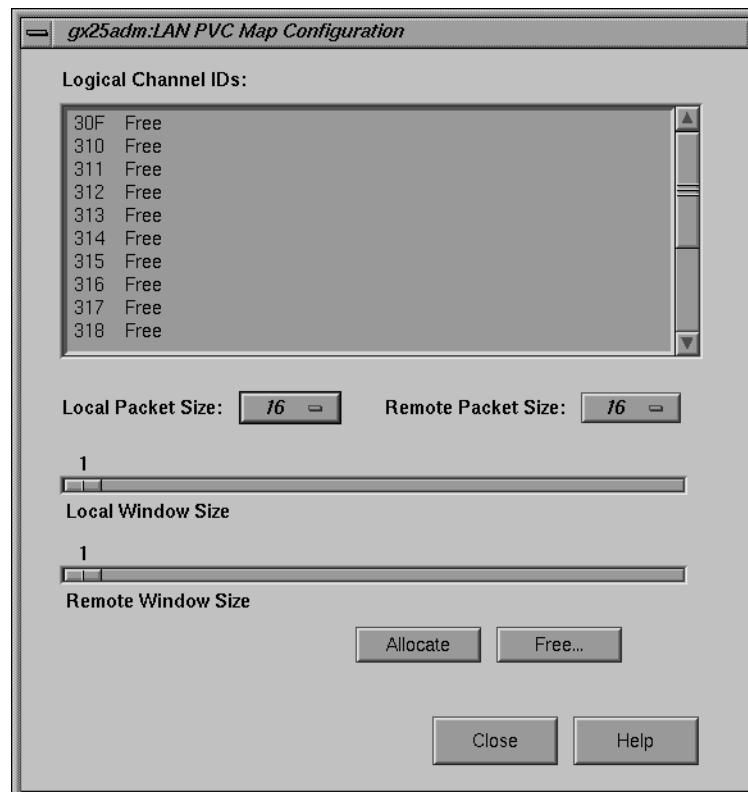 gx25adm:LAN PVC Map Configuration
Logical Channel IDs:
30F Free
310 Free
311 Free
312 Free
313 Free
314 Free
315 Free
316 Free
317 Free
318 Free
Local Packet Size: 16 Remote Packet Size: 16
1
Local Window Size
1
Remote Window Size
Allocate Free...
Close Help